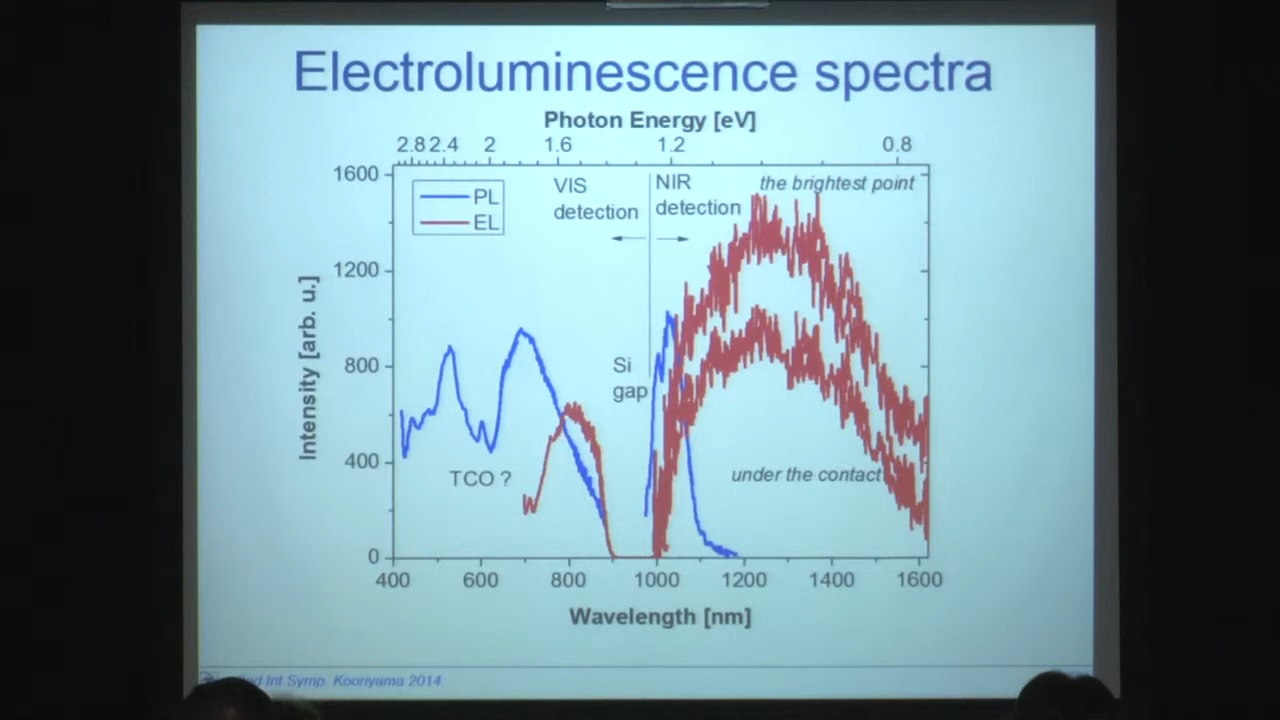 Electroluminescence spectra
Photon Energy [eV]
2.8 2.4 2 1.6 1.2 0.8
1600
1200
800
400
0
Intensity [arb. u.]
PL
EL
VIS
detection
NIR
detection
the brightest point
Si
gap
TCO ?
under the contact
400 600 800 1000 1200 1400 1600
Wavelength [nm]
Int Symp. Kooriyama 2014